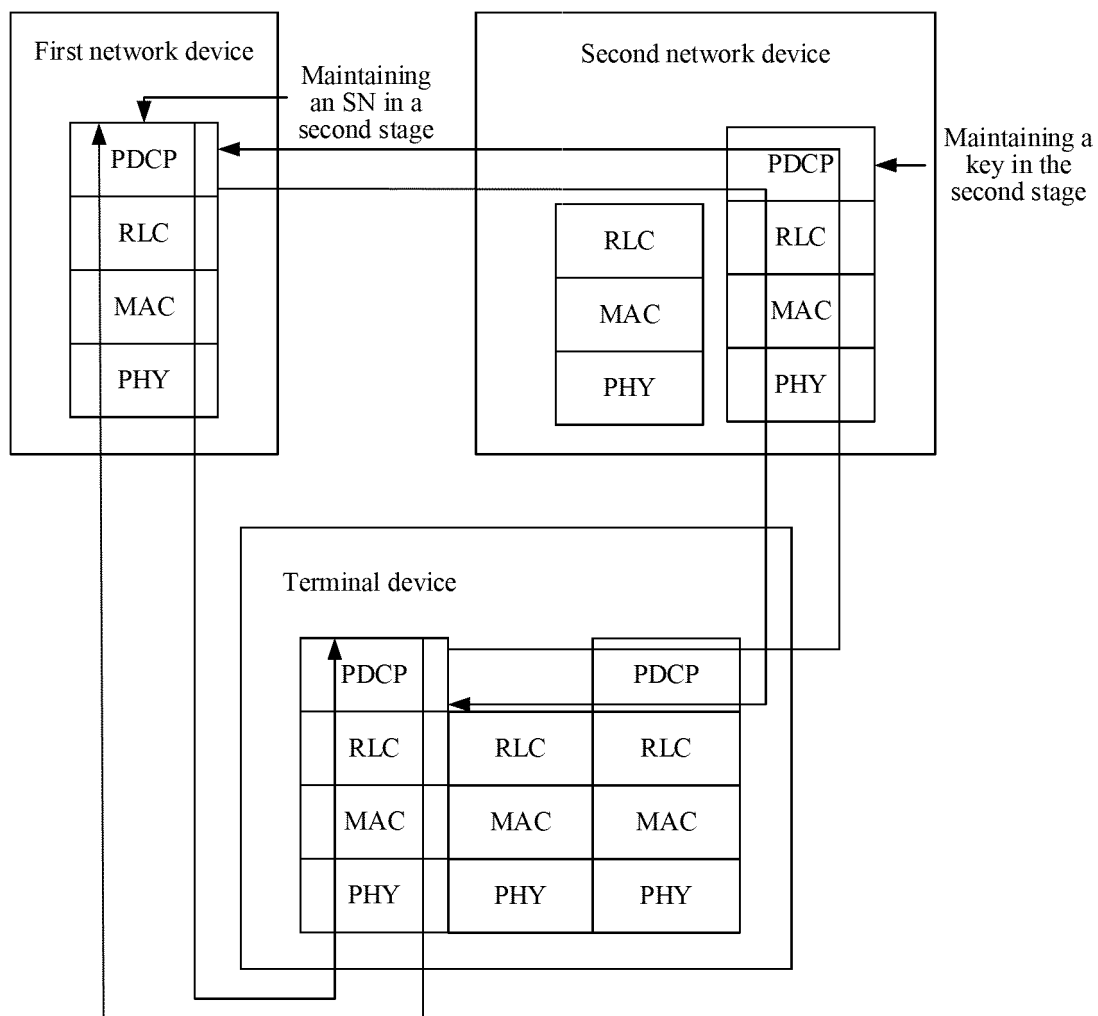 First network device
Maintaining
an SN in a
second stage
PDCP
RLC
MAC
PHY
Second network device
RLC
MAC
PHY
PDCP
RLC
MAC
PHY
Maintaining a
key in the
second stage
Terminal device
PDCP
RLC
MAC
PHY
RLC
MAC
PHY
PDCP
RLC
MAC
PHY